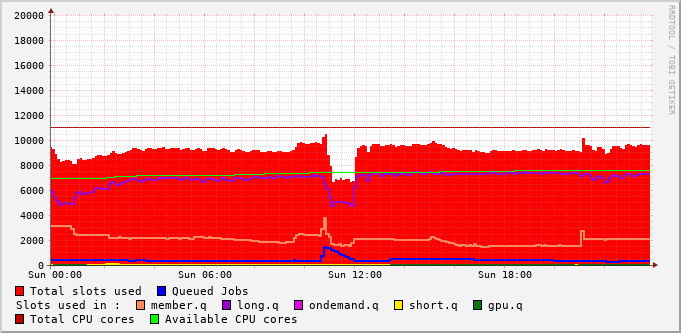 20000
18000
16000
14000
12000
10000
8000
6000
4000
2000
0
Sun 00:00 Sun 06:00 Sun 12:00 Sun 18:00
Total slots used Queued Jobs
Slots used in : member.q long.q ondemand.q short.q gpu.q
Total CPU cores
Available CPU cores
RRDTOOL / TOBI OETIKER